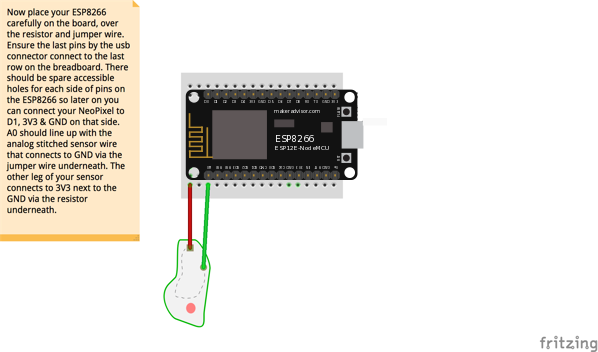 Now place your ESP8266
carefully on the board, over
the resistor and jumper wire.
Ensure the last pins by the usb
connector connect to the last
row on the breadboard. There
should be spare accessible
holes for each side of pins on
the ESP8266 so later on you
can connect your NeoPixel to
D1, 3V3 & GND on that side.
A0 should line up with the
analog stitched sensor wire
that connects to GND via the
jumper wire underneath. The
other leg of your sensor
connects to 3V3 next to the
GND via the resistor
underneath.
makeradvisor.com
ESP8266
ESP12E-NodeMCU
fritzing